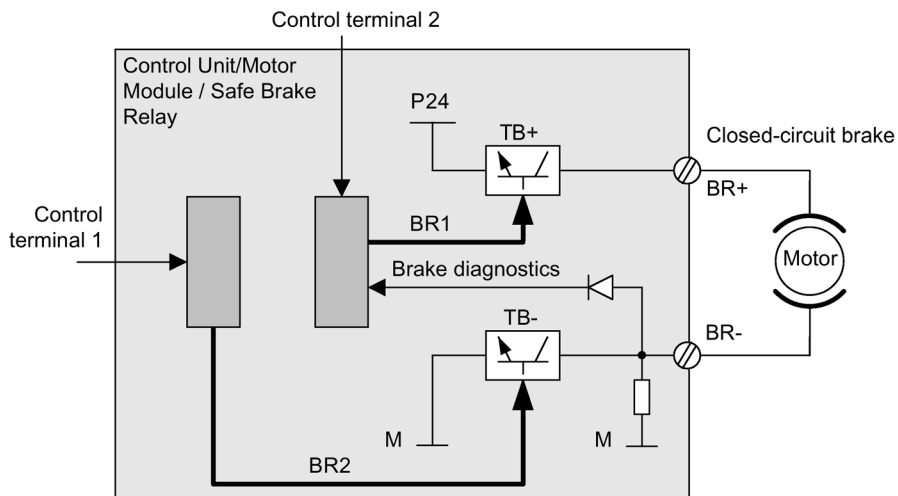 Control terminal 2
Control Unit/Motor
Module / Safe Brake
Relay
P24
TB+
Closed-circuit brake
BR+
Control
terminal 1
BR1
Motor
Brake diagnostics
TB-
BR-
M
M
BR2